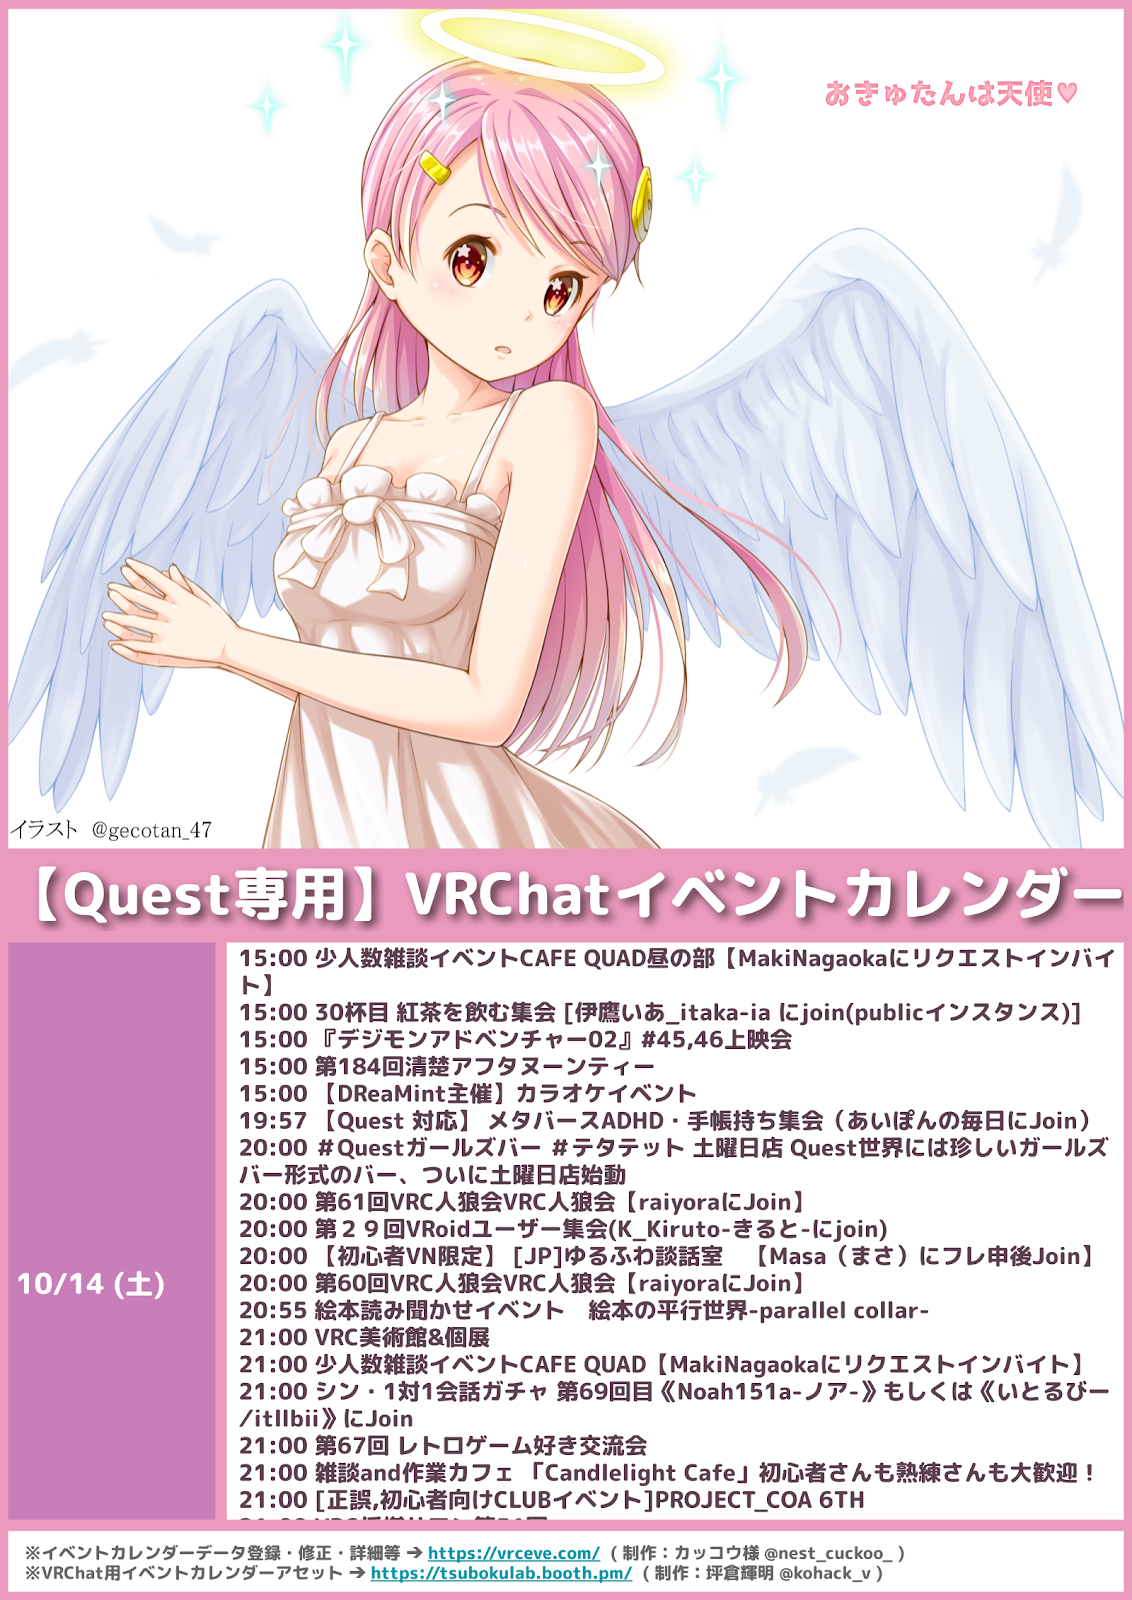 おきゅたんは天使♥
イラスト @gecotan_47
【Quest専用】VRChatイベントカレンダー
10/14 (土)
15:00 少人数雑談イベントCAFE QUAD昼の部【MakiNagaokaにリクエストインバイ
ト】
15:00 30杯目 紅茶を飲む集会 [伊鷹いあ_itaka-ia にjoin(publicインスタンス)]
15:00 『デジモンアドベンチャー02』#45,46上映会
15:00 第184回清楚アフタヌーンティー
15:00 【DReaMint主催】カラオケイベント
19:57 【Quest 対応】 メタバースADHD・手帳持ち集会（あいぽんの毎日にJoin）
20:00 ＃Questガールズバー ＃テタテット 土曜日店 Quest世界には珍しいガールズ
バー形式のバー、ついに土曜日店始動
20:00 第61回VRC人狼会VRC人狼会【raiyoraにJoin】
20:00 第２９回VRoidユーザー集会(K_Kiruto-きると-にjoin)
20:00 【初心者VN限定】 [JP]ゆるふわ談話室　【Masa（まさ）にフレ申後Join】
20:00 第60回VRC人狼会VRC人狼会【raiyoraにJoin】
20:55 絵本読み聞かせイベント　絵本の平行世界-parallel collar-
21:00 VRC美術館&個展
21:00 少人数雑談イベントCAFE QUAD【MakiNagaokaにリクエストインバイト】
21:00 シン・1対1会話ガチャ 第69回目《Noah151a-ノア-》もしくは《いとるびー
/itllbii》にJoin
21:00 第67回 レトロゲーム好き交流会
21:00 雑談and作業カフェ 「Candlelight Cafe」初心者さんも熟練さんも大歓迎！
21:00 [正誤,初心者向けCLUBイベント]PROJECT_COA 6TH
※イベントカレンダーデータ登録・修正・詳細等 ➔ https://vrceve.com/ （制作：カッコウ様 @nest_cuckoo_ ）
※VRChat用イベントカレンダーアセット ➔ https://tsubokulab.booth.pm/ （制作：坪倉輝明 @kohack_v ）